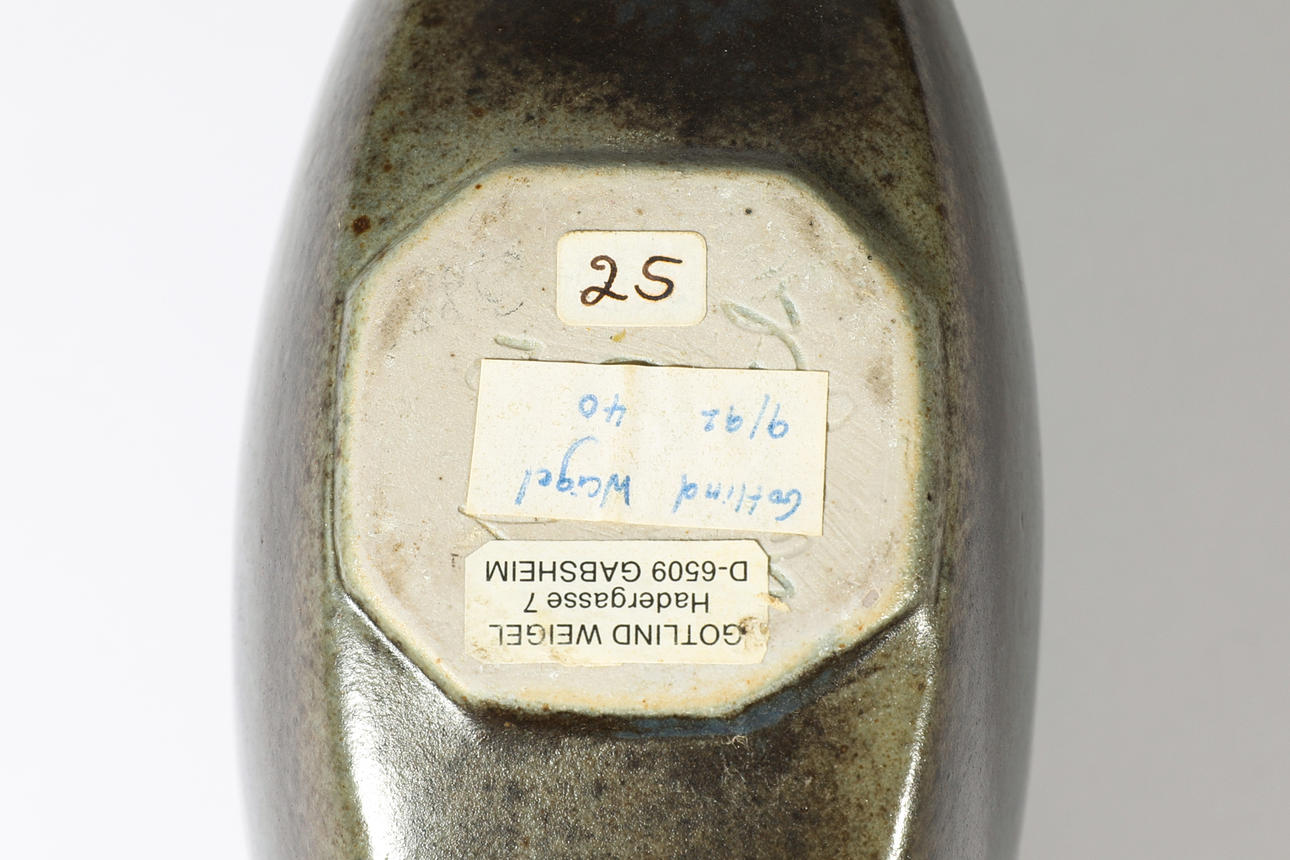 25
Gotlind Weigel
9/92 40
GOTLIND WEIGEL
Hadergasse 7
D-6509 GABSHEIM